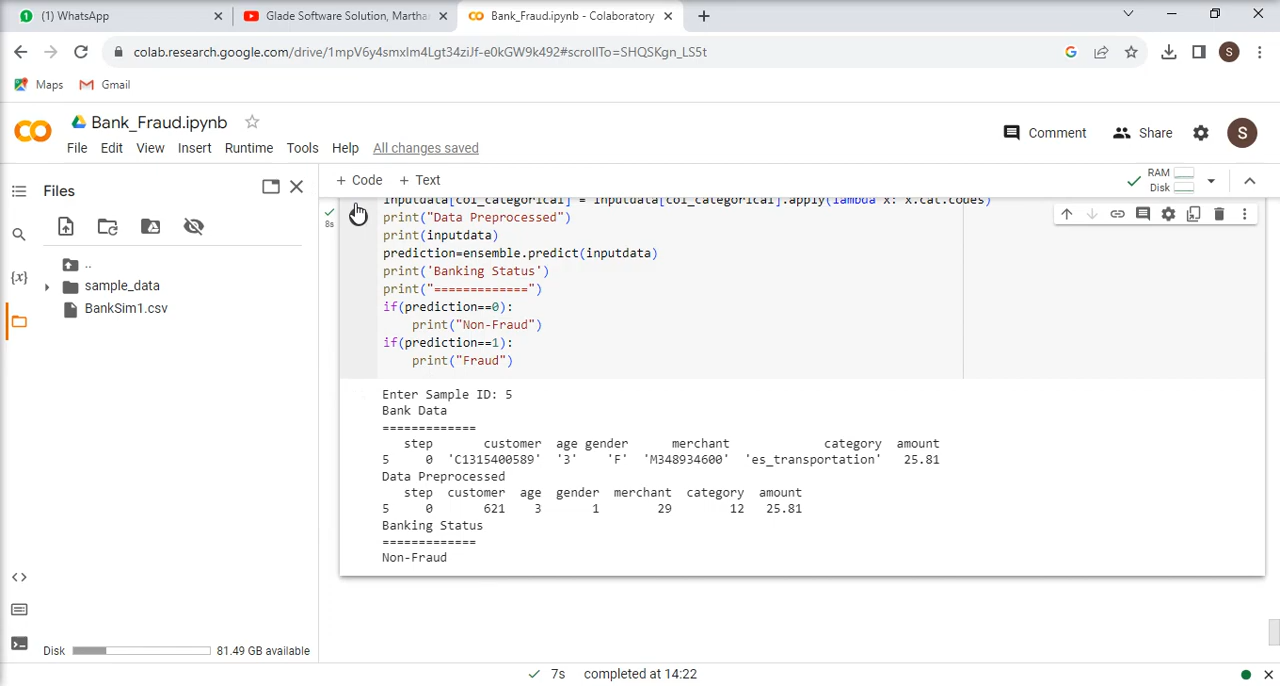 (1) WhatsApp
Glade Software Solution, Martha
Bank_Fraud.ipynb - Colaboratory
colab.research.google.com/drive/1mpV6y4smxIm4Lgt34ziJf-e0kGW9k492#scrollTo=SHQSKgn_LS5t
S
Maps
Gmail
Bank_Fraud.ipynb
File Edit View Insert Runtime Tools Help All changes saved
Comment
Share
S
Files
+ Code + Text
RAM
Disk
inputdata[col_categorical] = inputdata[col_categorical].apply(lambda x: x.cat.codes)
8s
print("Data Preprocessed")
print(inputdata)
prediction=ensemble.predict(inputdata)
print('Banking Status')
print("=============")
if(prediction==0):
print("Non-Fraud")
if(prediction==1):
print("Fraud")
{x}
..
sample_data
BankSim1.csv
Enter Sample ID: 5
Bank Data
=============
step customer age gender merchant category amount
5 0 'C1315400589' '3' 'F' 'M348934600' 'es_transportation' 25.81
Data Preprocessed
step customer age gender merchant category amount
5 0 621 3 1 29 12 25.81
Banking Status
=============
Non-Fraud
Disk
81.49 GB available
7s completed at 14:22